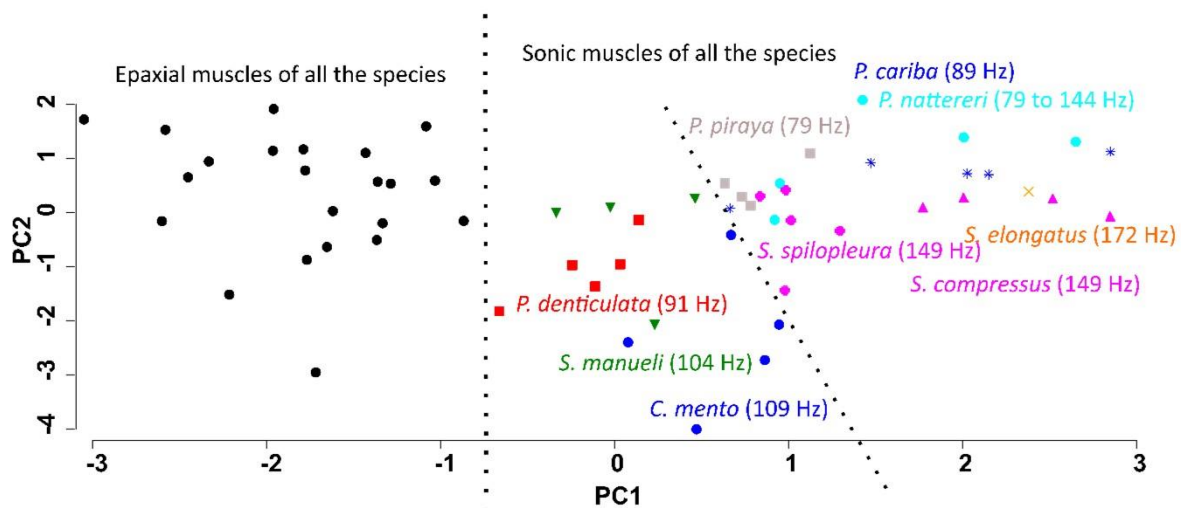 Sonic muscles of all the species
Epaxial muscles of all the species
P. cariba (89 Hz)
P. nattereri (79 to 144 Hz)
P. piraya (79 Hz)
2
1
0
-1
-2
-3
-4
PC2
S. elongatus (172 Hz)
S. spilopleura (149 Hz)
S. compressus (149 Hz)
P. denticulata (91 Hz)
S. manueli (104 Hz)
C. mento (109 Hz)
-3
-2
-1
0
1
2
3
PC1